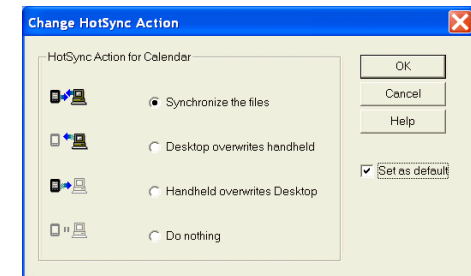 Change HotSync Action
HotSync Action for Calendar
Synchronize the files
Desktop overwrites handheld
Handheld overwrites Desktop
Do nothing
OK
Cancel
Help
Set as default